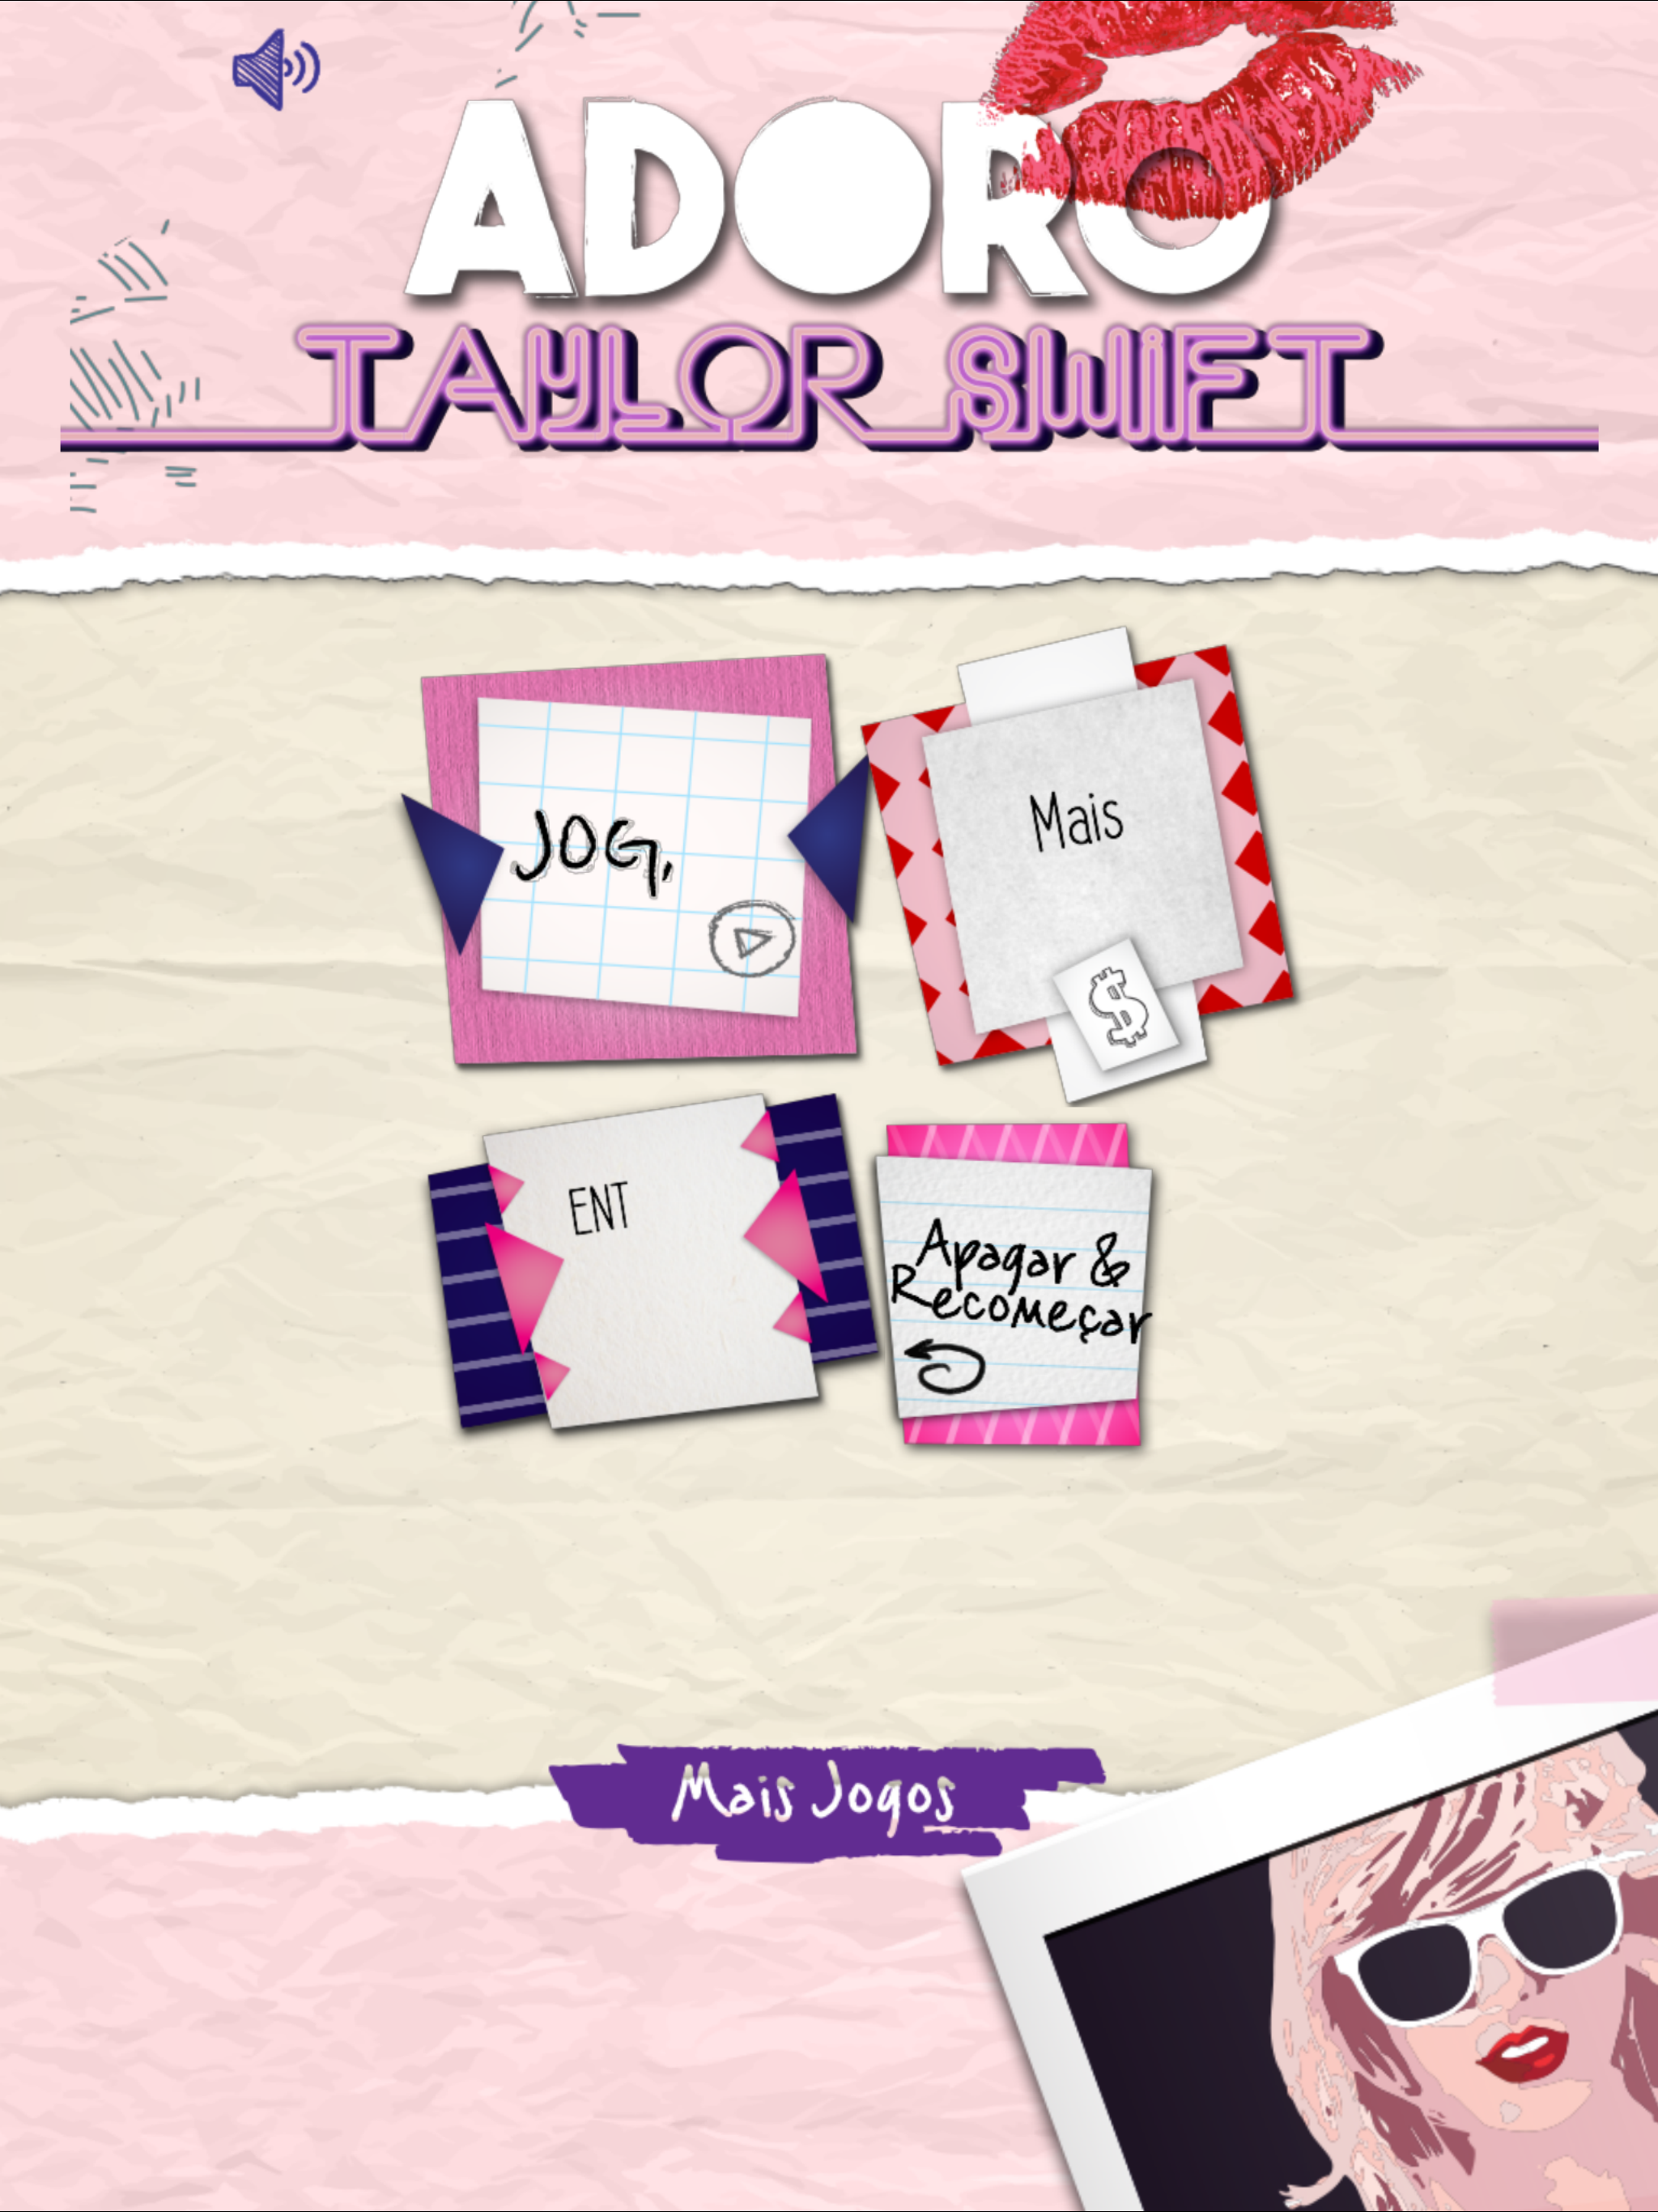 ADORO
TAYLOR SWIFT
JOG.
Mais
$
ENT
Apagar &
Recomeçar
Mais Jogos